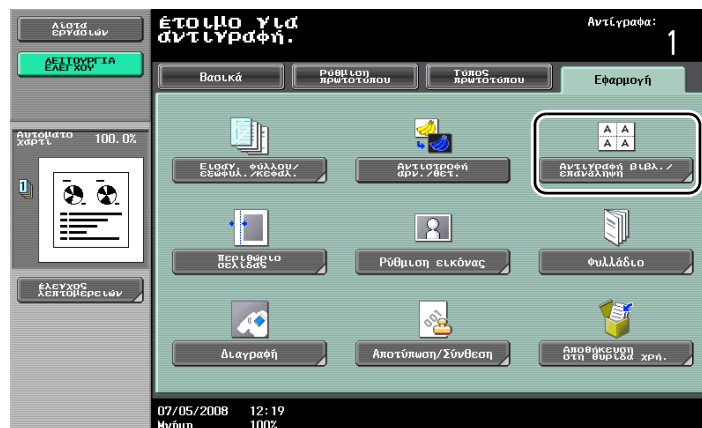 Λίστα
εργασιών
ΛΕΙΤΟΥΡΓΙΑ
ΕΛΕΓΧΟΥ
έτοιμο για
αντιγραφή.
Αντίγραφα:
1
Βασικά
Ρύθμιση
πρωτοτύπου
Τύπος
πρωτοτύπου
Εφαρμογή
Αυτόματο
χαρτί
100.0%
Εισαγ. φύλλου/
εξώφυλ./κεφάλ.
Αντιστροφή
αρν./θετ.
A A
A A
Αντιγραφή βιβλ./
επανάληψη
Περιθώριο
σελίδας
Ρύθμιση εικόνας
Φυλλάδιο
έλεγχος
λεπτομερειών
Διαγραφή
001
Αποτύπωση/Σύνθεση
Αποθήκευση
στη θυρίδα χρή.
07/05/2008 12:19
Μνήμη 100%